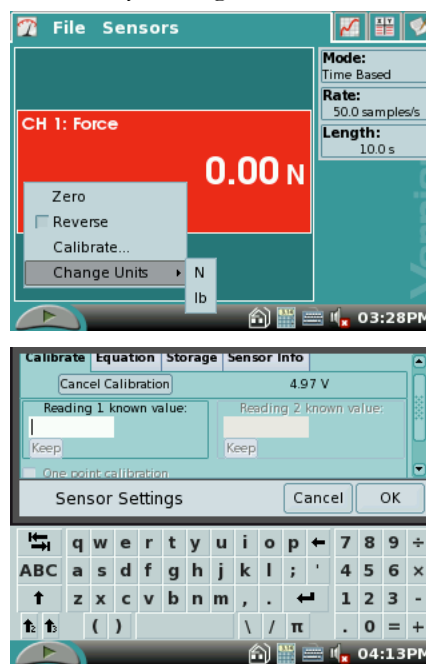 File Sensors
Mode:
Time Based
Rate:
50.0 samples/s
Length:
10.0 s
CH 1: Force
0.00 N
Zero
Reverse
Calibrate...
Change Units
N
lb
03:28PM
Calibrate Equation Storage Sensor Info
Cancel Calibration 4.97 V
Reading 1 known value: Reading 2 known value:
Keep Keep
One point calibration
Sensor Settings Cancel OK
q w e r t y u i o p 7 8 9 ÷
ABC a s d f g h j k l ; ' 4 5 6 ×
z x c v b n m , . 1 2 3 -
( ) \ / π . 0 = +
04:13PM